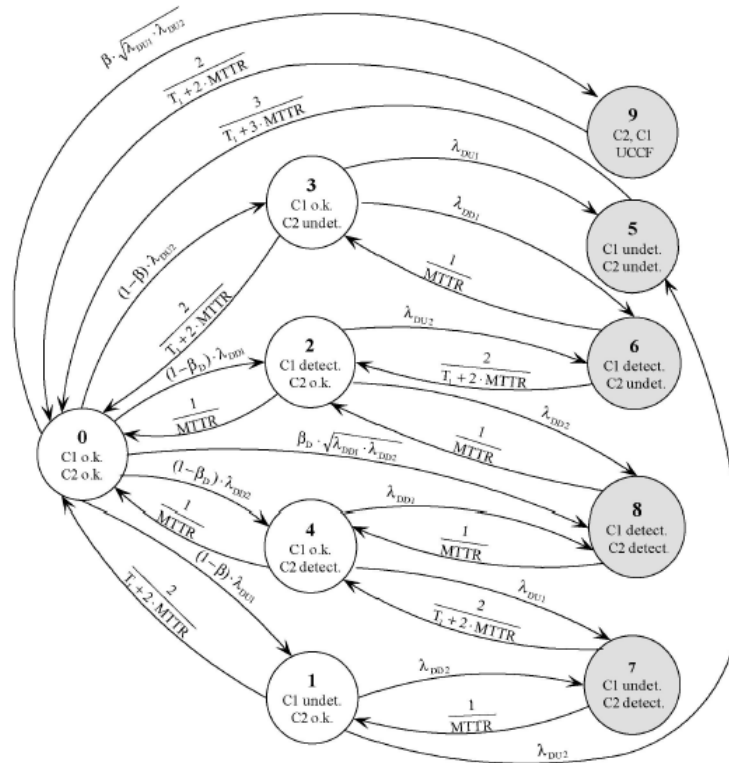 β·√λDU1·λDU2
2
T1+2·MTTR
3
T1+3·MTTR
9
C2, C1
UCCF
λDU1
3
C1 o.k.
C2 undet.
λDD1
5
C1 undet.
C2 undet.
(1−β)·λDU2
1
MTTR
2
T1+2·MTTR
λDU2
6
C1 detect.
C2 undet.
2
C1 detect.
C2 o.k.
2
T1+2·MTTR
(1−βD)·λDD1
1
MTTR
λDD2
1
MTTR
0
C1 o.k.
C2 o.k.
βD·√λDD1·λDD2
(1−βD)·λDD2
1
MTTR
λDD1
8
C1 detect.
C2 detect.
4
C1 o.k.
C2 detect.
1
MTTR
(1−β)·λDU1
λDU1
2
T1+2·MTTR
2
T1+2·MTTR
λDD2
7
C1 undet.
C2 detect.
1
C1 undet.
C2 o.k.
1
MTTR
λDU2